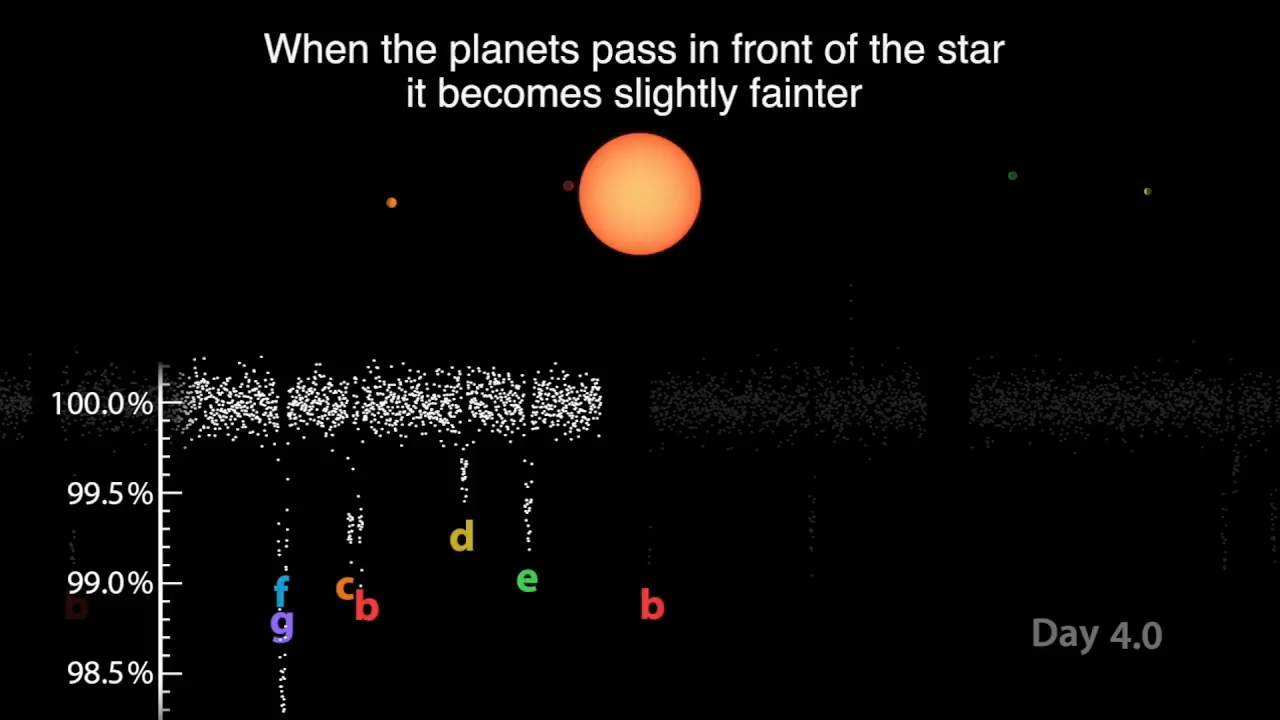 When the planets pass in front of the star
it becomes slightly fainter
100.0%
99.5%
d
e
99.0%
f
c
b
b
b
g
Day 4.0
98.5%